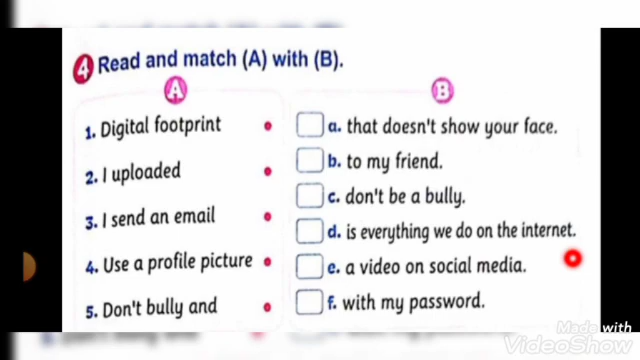 4 Read and match (A) with (B).
A
B
1. Digital footprint
a. that doesn't show your face.
2. I uploaded
b. to my friend.
3. I send an email
c. don't be a bully.
d. is everything we do on the internet.
4. Use a profile picture
e. a video on social media.
5. Don't bully and
f. with my password.
Made with
VideoShow